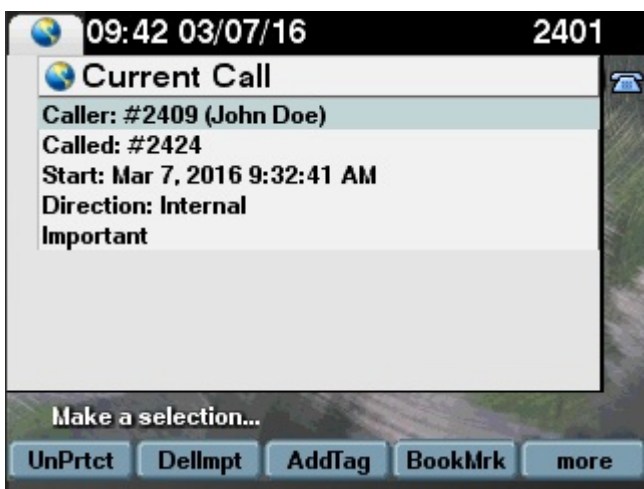 09:42 03/07/16 2401
Current Call
Caller: #2409 (John Doe)
Called: #2424
Start: Mar 7, 2016 9:32:41 AM
Direction: Internal
Important
Make a selection...
UnPrtct DelImpt AddTag BookMrk more